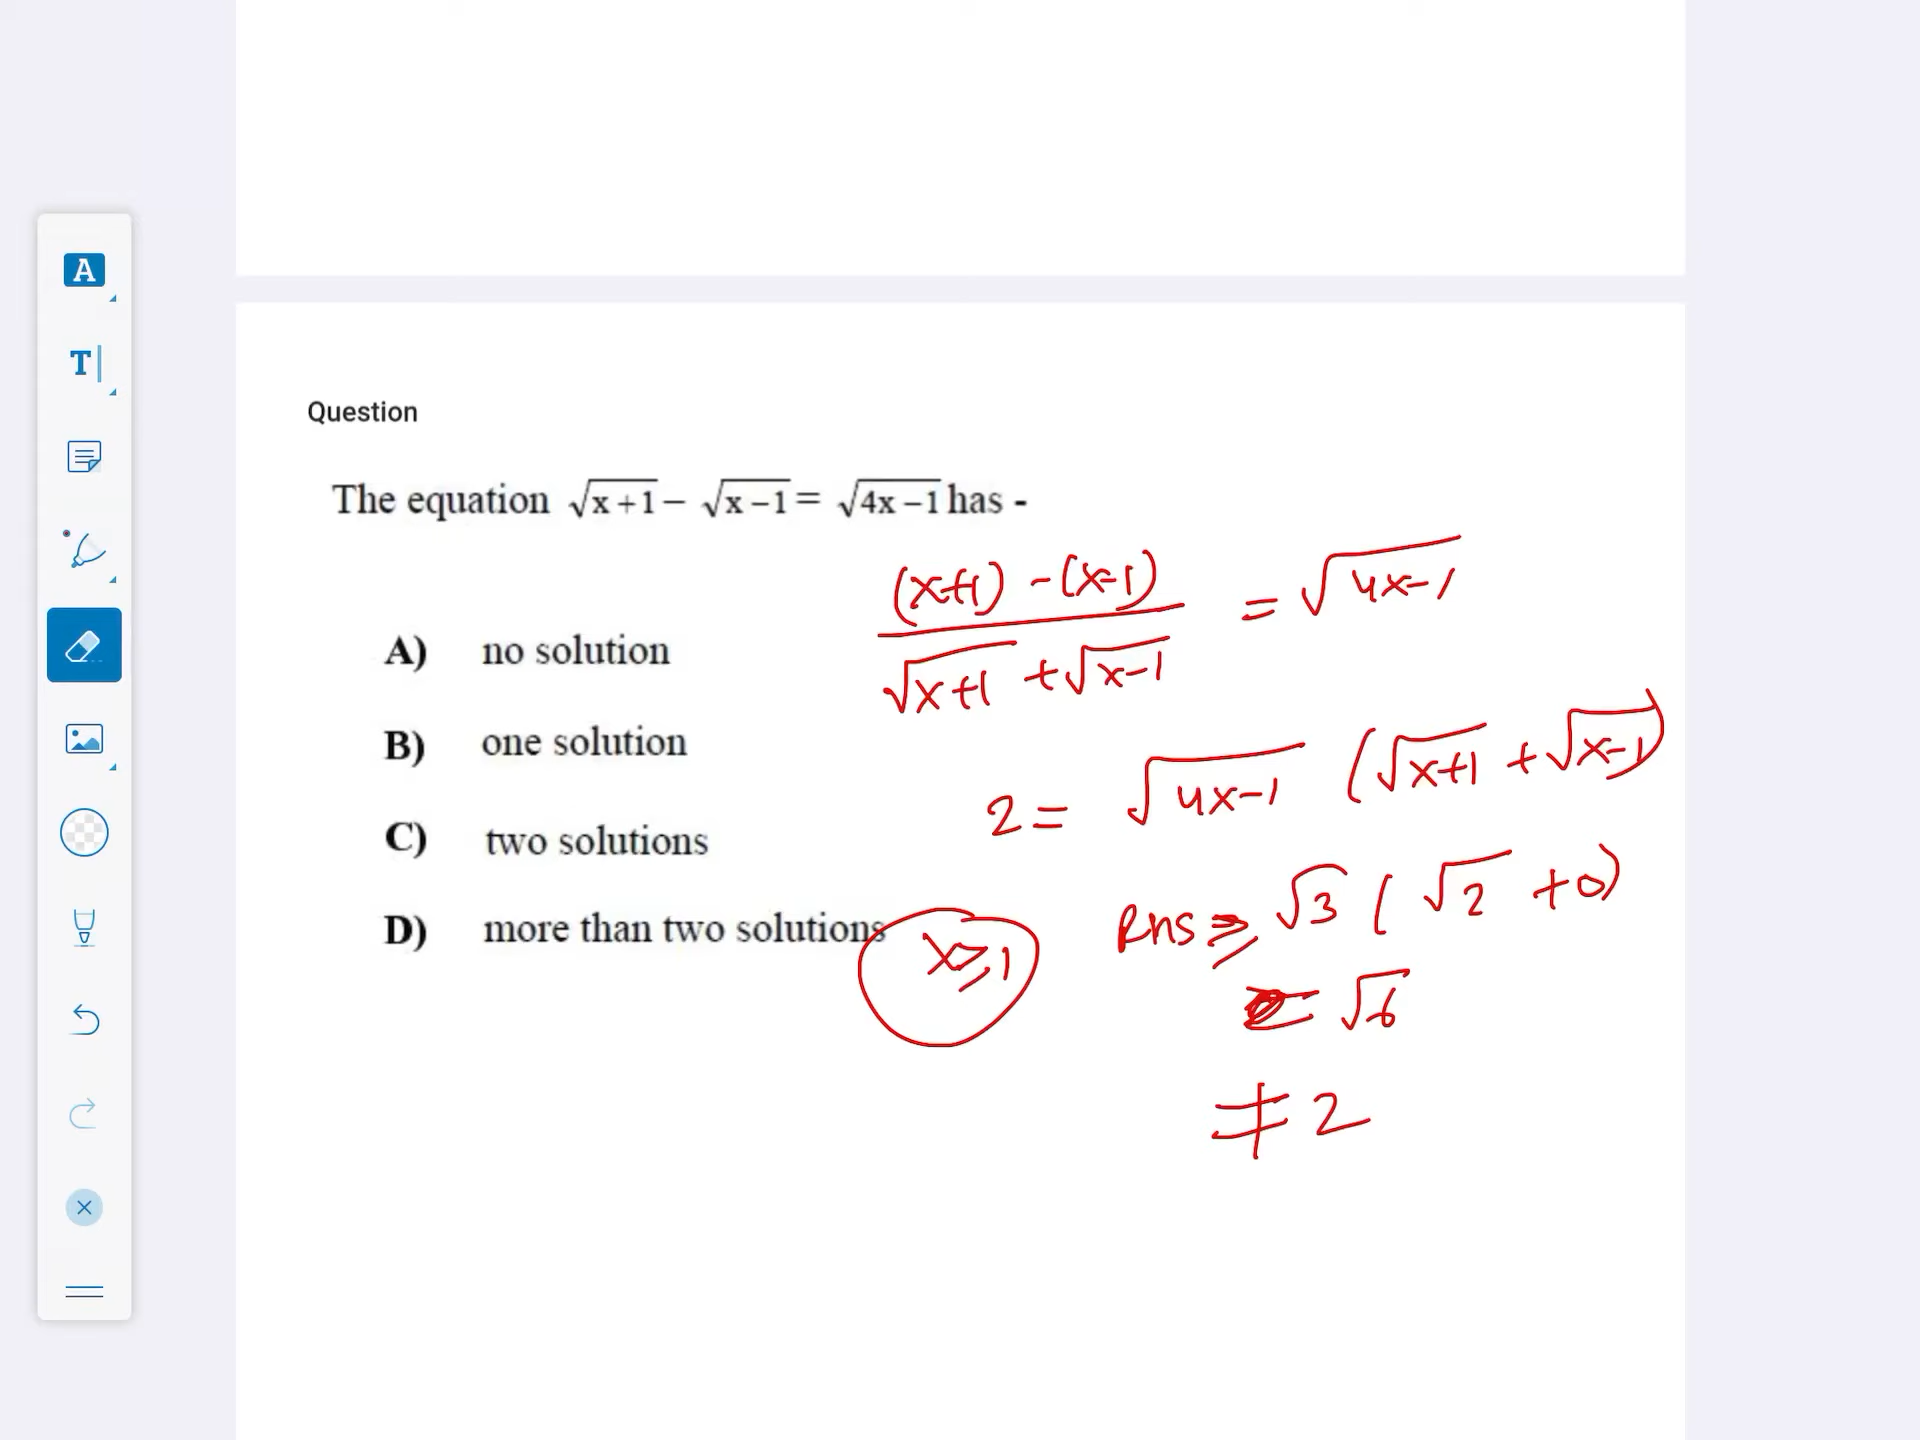 A
T
Question
The equation √x+1 − √x−1 = √4x−1 has -
(x+1) - (x-1) / √x+1 + √x-1 = √4x-1
A) no solution
B) one solution
2 = √4x-1 (√x+1 + √x-1)
C) two solutions
Rhs ≥ √3 (√2 + 0)
D) more than two solutions
x ≥ 1
= √6
≠ 2